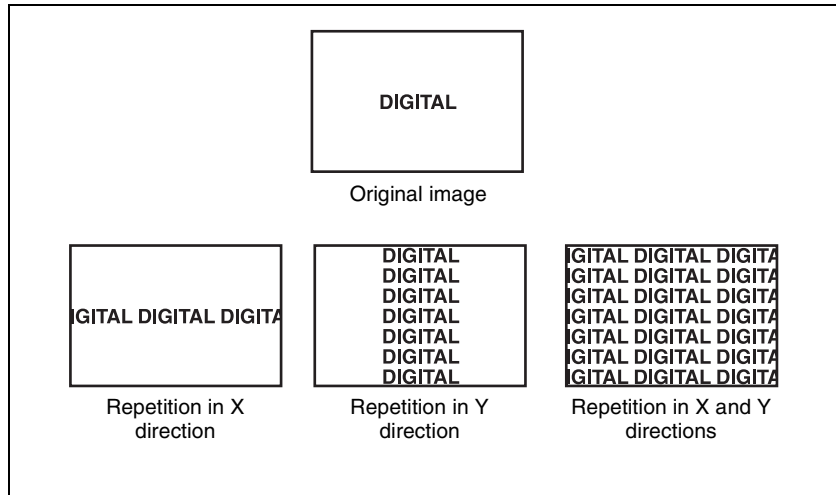 DIGITAL
Original image
IGITAL DIGITAL DIGITA
Repetition in X
direction
DIGITAL
DIGITAL
DIGITAL
DIGITAL
DIGITAL
DIGITAL
DIGITAL
Repetition in Y
direction
IGITAL DIGITAL DIGITA
IGITAL DIGITAL DIGITA
IGITAL DIGITAL DIGITA
IGITAL DIGITAL DIGITA
IGITAL DIGITAL DIGITA
IGITAL DIGITAL DIGITA
IGITAL DIGITAL DIGITA
Repetition in X and Y
directions